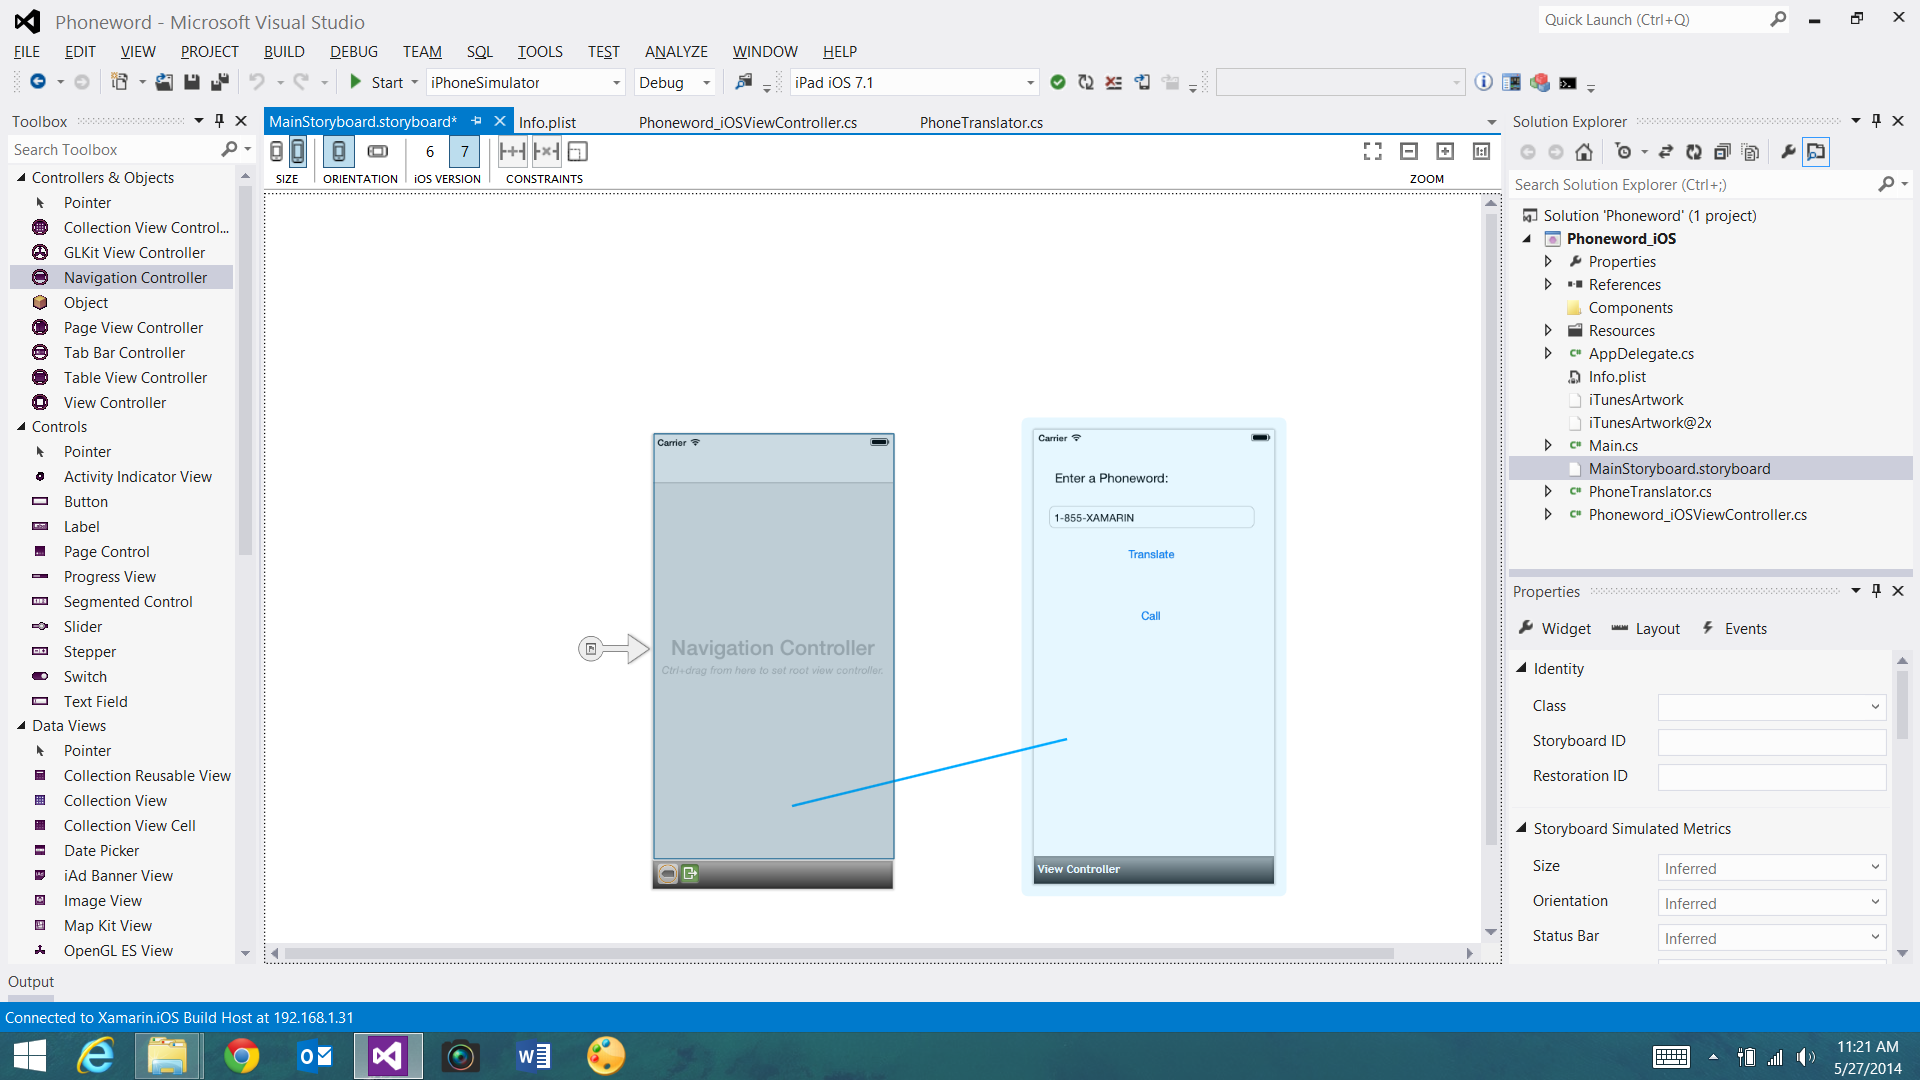 Phoneword - Microsoft Visual Studio
Quick Launch (Ctrl+Q)
FILE EDIT VIEW PROJECT BUILD DEBUG TEAM SQL TOOLS TEST ANALYZE WINDOW HELP
Start iPhoneSimulator Debug iPad iOS 7.1
Toolbox
Search Toolbox
Controllers & Objects
Pointer
Collection View Control...
GLKit View Controller
Navigation Controller
Object
Page View Controller
Tab Bar Controller
Table View Controller
View Controller
Controls
Pointer
Activity Indicator View
Button
Label
Page Control
Progress View
Segmented Control
Slider
Stepper
Switch
Text Field
Data Views
Pointer
Collection Reusable View
Collection View
Collection View Cell
Date Picker
iAd Banner View
Image View
Map Kit View
OpenGL ES View
MainStoryboard.storyboard* Info.plist Phoneword_iOSViewController.cs PhoneTranslator.cs
6 7
SIZE ORIENTATION iOS VERSION CONSTRAINTS ZOOM
Carrier
Navigation Controller
Ctrl+drag from here to set root view controller.
Carrier
Enter a Phoneword:
1-855-XAMARIN
Translate
Call
View Controller
Solution Explorer
Search Solution Explorer (Ctrl+;)
Solution 'Phoneword' (1 project)
Phoneword_iOS
Properties
References
Components
Resources
AppDelegate.cs
Info.plist
iTunesArtwork
iTunesArtwork@2x
Main.cs
MainStoryboard.storyboard
PhoneTranslator.cs
Phoneword_iOSViewController.cs
Properties
Widget Layout Events
Identity
Class
Storyboard ID
Restoration ID
Storyboard Simulated Metrics
Size Inferred
Orientation Inferred
Status Bar Inferred
Output
Connected to Xamarin.iOS Build Host at 192.168.1.31
11:21 AM
5/27/2014